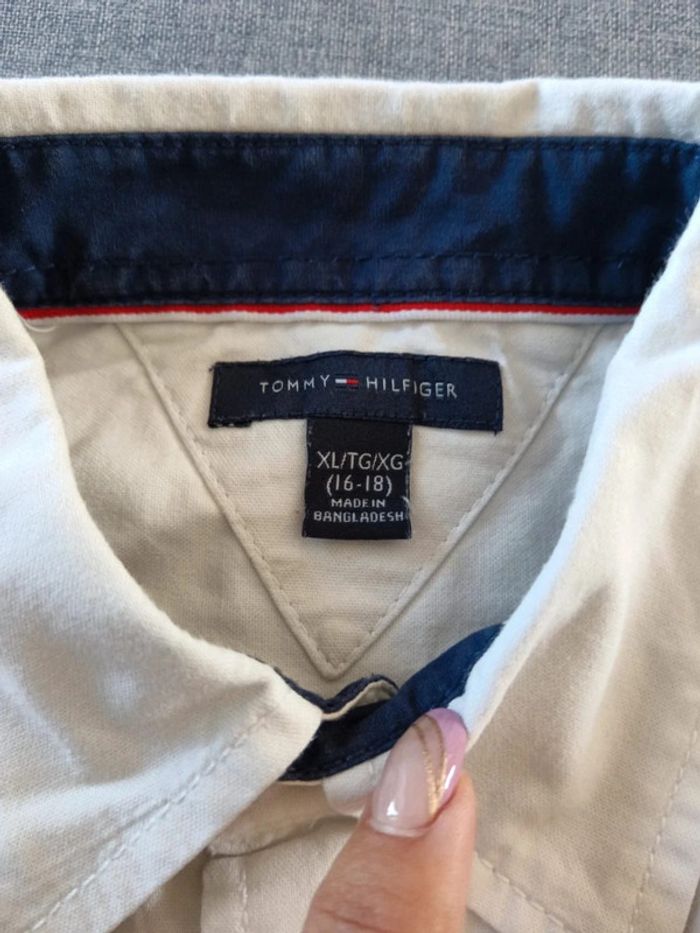 TOMMY HILFIGER
XL/TG/XG
(16-18)
MADE IN
BANGLADESH